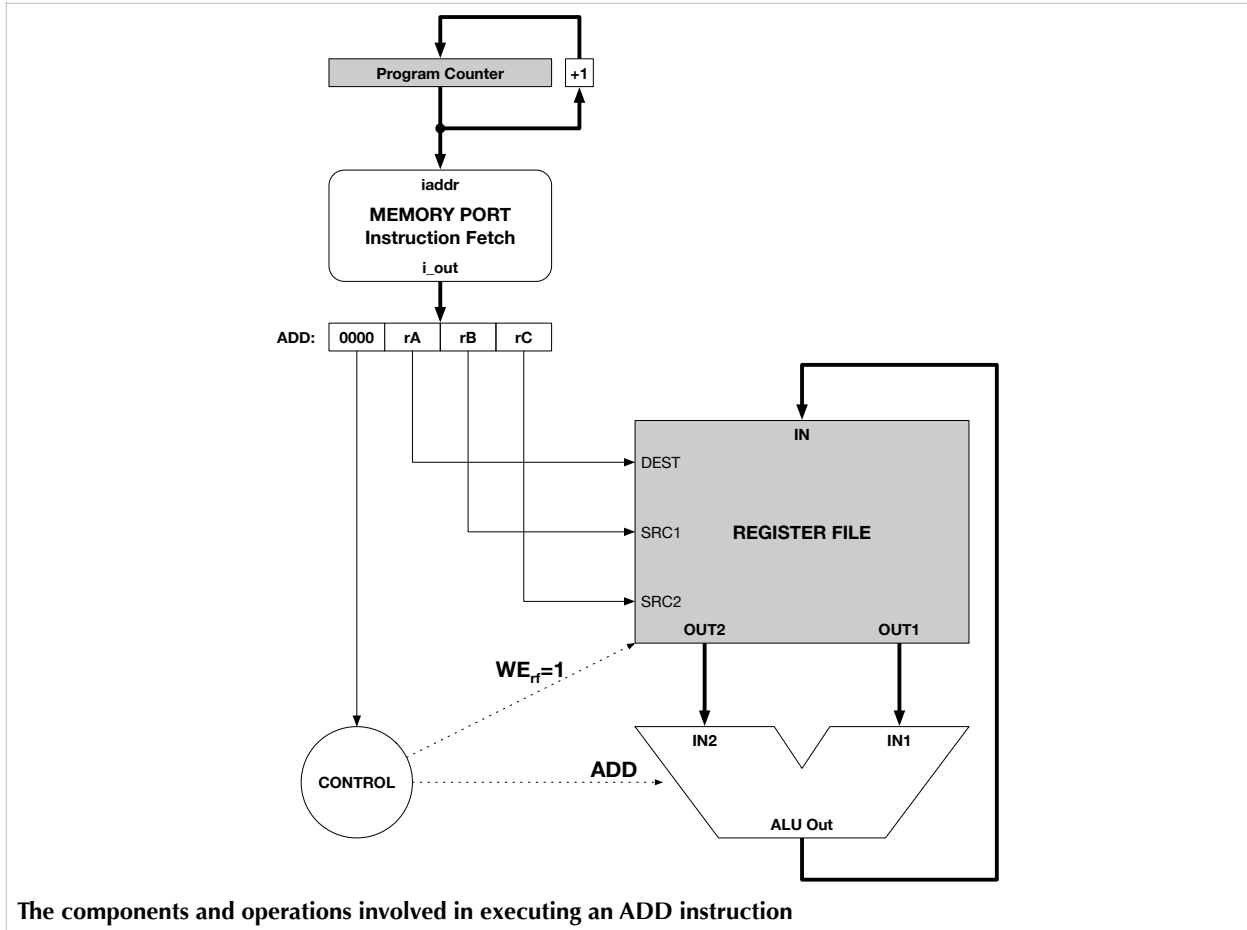 Program Counter
+1
iaddr
MEMORY PORT
Instruction Fetch
i_out
ADD: 0000 rA rB rC
IN
DEST
SRC1
REGISTER FILE
SRC2
OUT2 OUT1
WErf=1
IN2 IN1
ADD
CONTROL
ALU Out
The components and operations involved in executing an ADD instruction